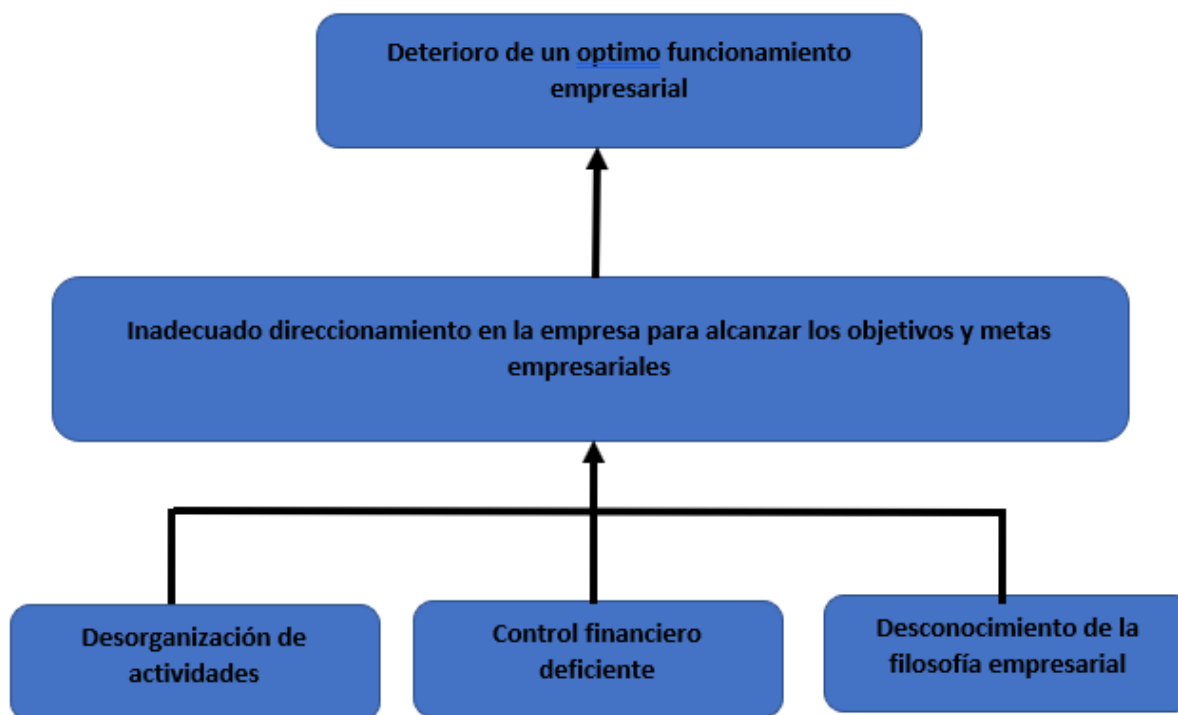 Deterioro de un optimo funcionamiento
empresarial
Inadecuado direccionamiento en la empresa para alcanzar los objetivos y metas
empresariales
Desorganización de
actividades
Control financiero
deficiente
Desconocimiento de la
filosofía empresarial